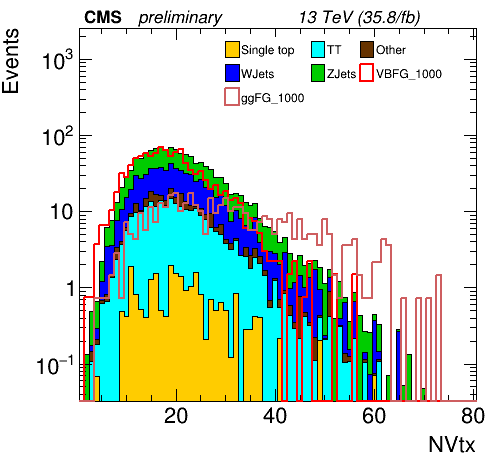 CMS preliminary 13 TeV (35.8/fb)
Events
Single top TT Other
WJets ZJets VBFG_1000
ggFG_1000
10³
10²
10
1
10⁻¹
20 40 60 80
NVtx